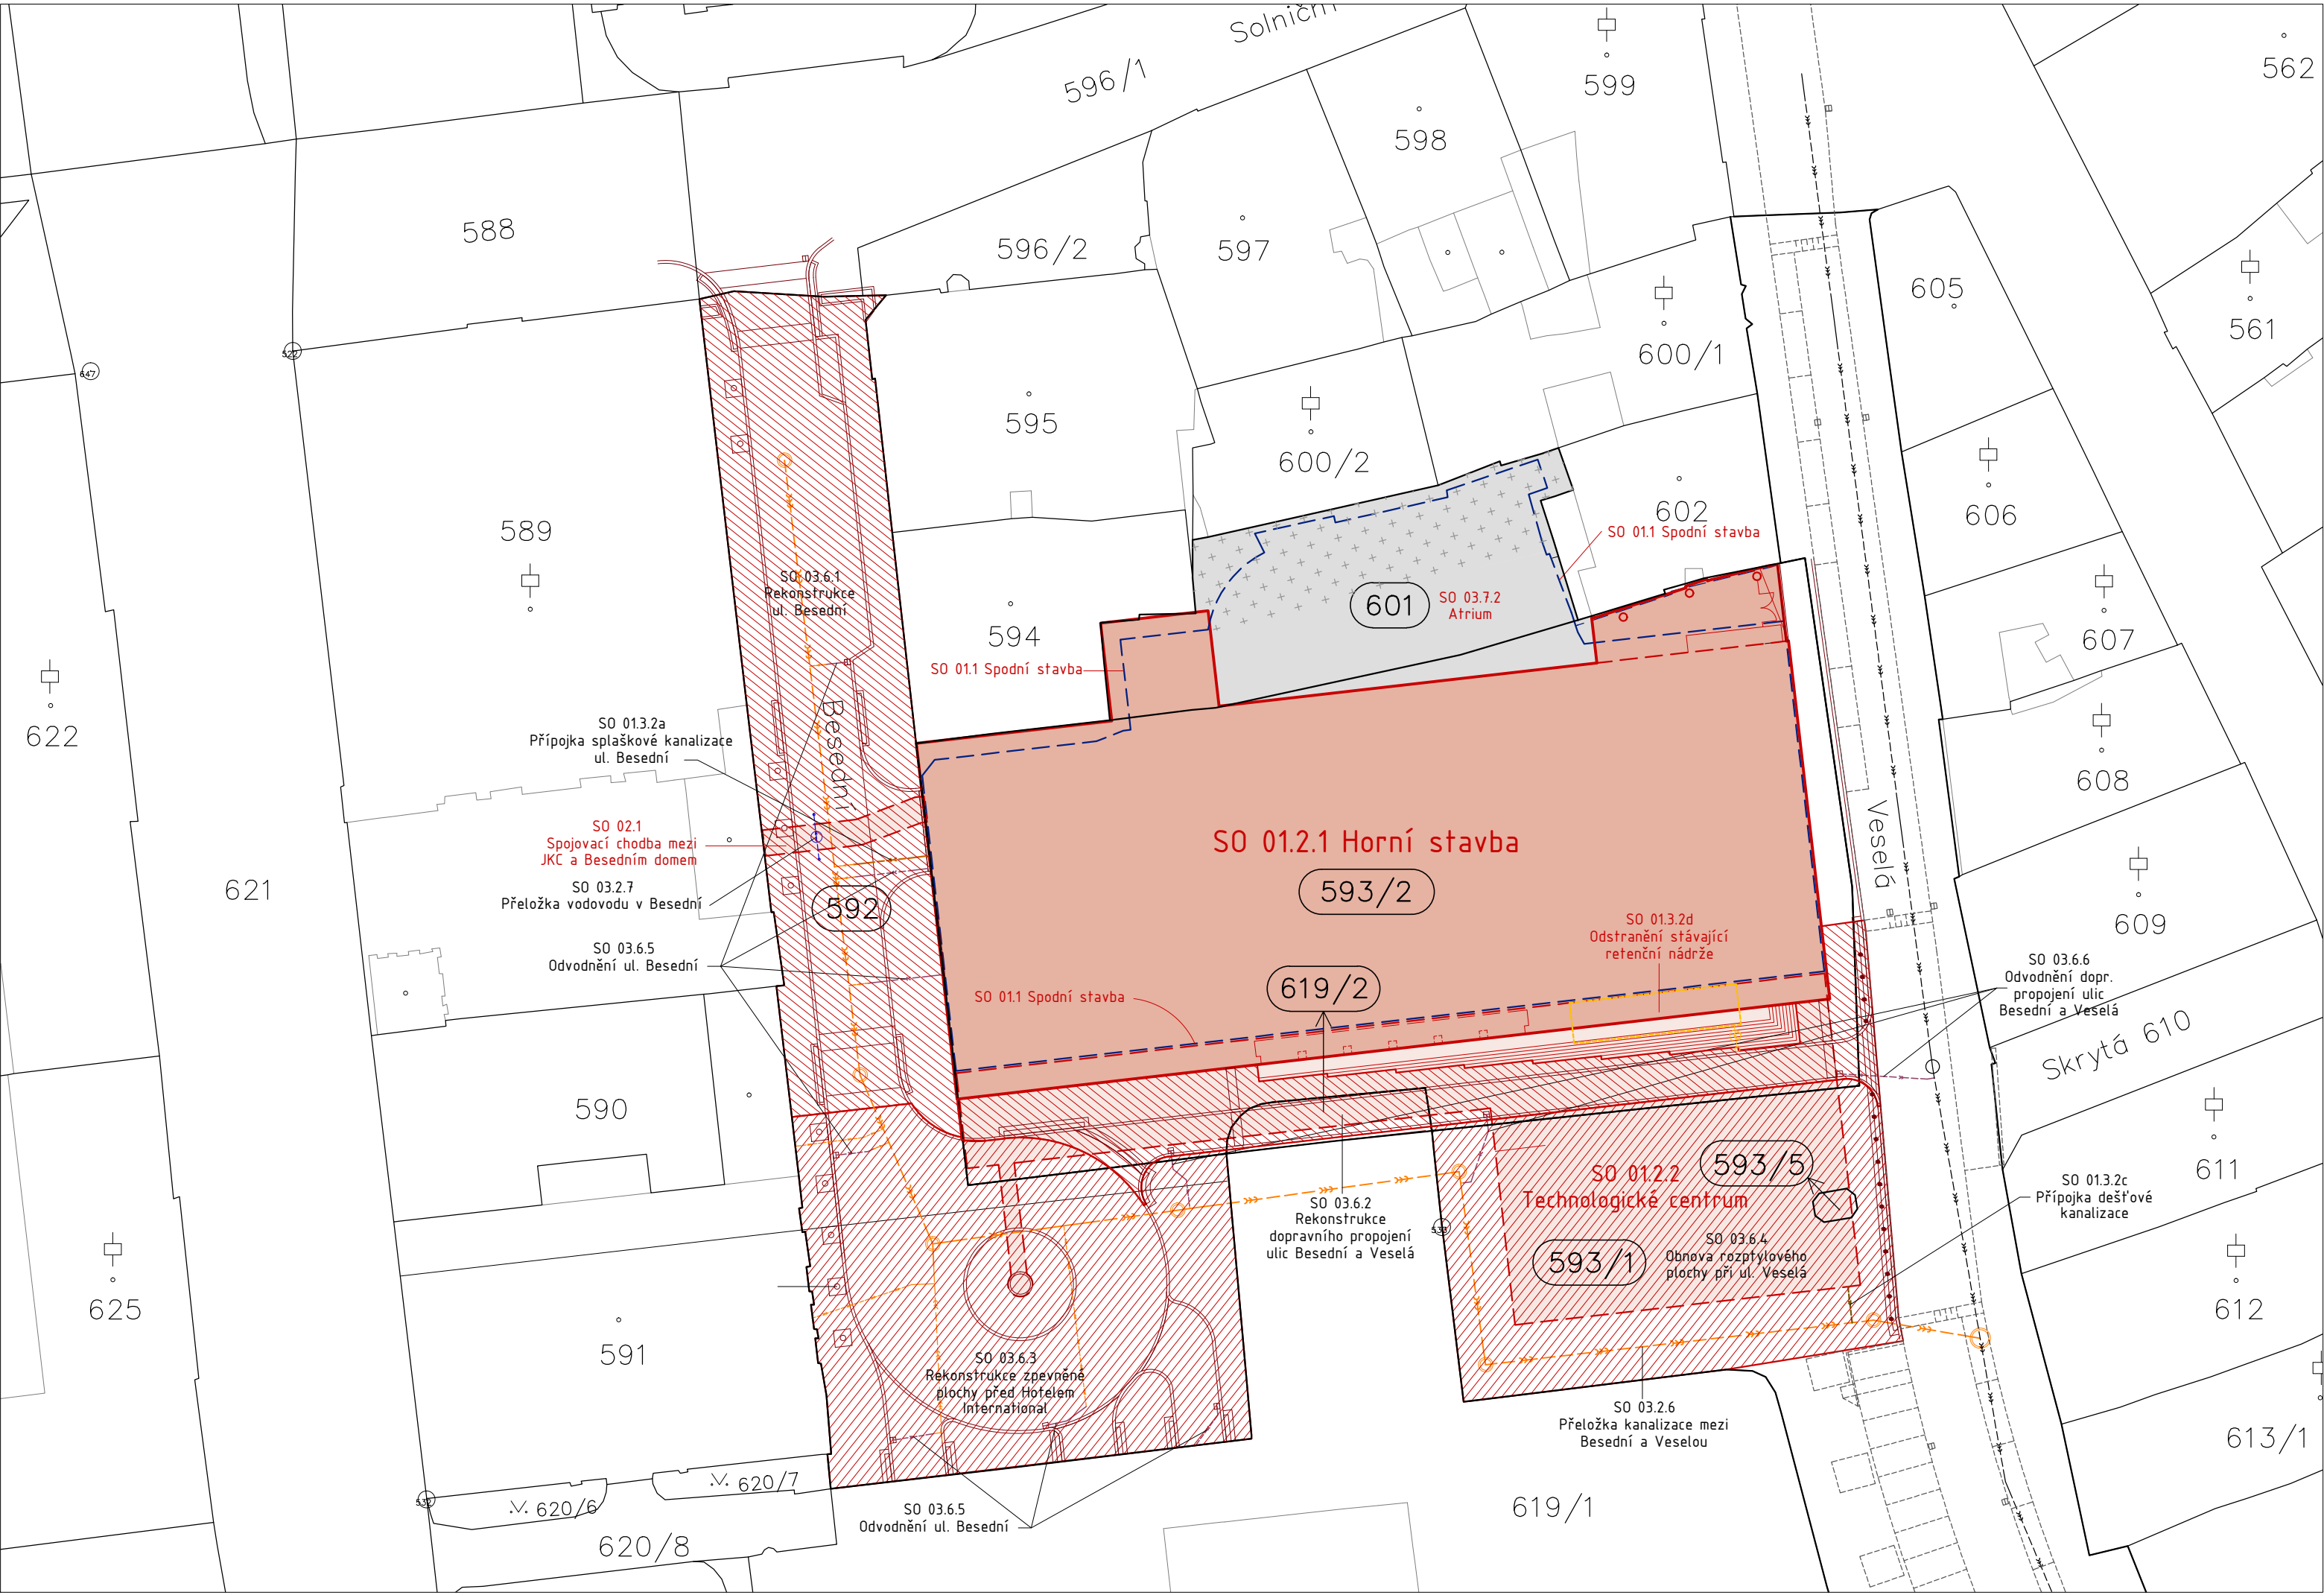 Solniční
596/1
599
562
598
588
596/2
597
605
600/1
561
522
647
595
600/2
602
606
589
SO 01.1 Spodní stavba
SO 03.6.1
Rekonstrukce
ul. Besední
601
SO 03.7.2
Atrium
594
607
SO 01.1 Spodní stavba
622
SO 01.3.2a
Přípojka splaškové kanalizace
ul. Besední
Besední
608
SO 02.1
Spojovací chodba mezi
JKC a Besedním domem
SO 01.2.1 Horní stavba
Veselá
621
SO 03.2.7
Přeložka vodovodu v Besední
592
593/2
SO 01.3.2d
Odstranění stávající
retenční nádrže
609
SO 03.6.5
Odvodnění ul. Besední
SO 03.6.6
Odvodnění dopr.
propojení ulic
Besední a Veselá
619/2
SO 01.1 Spodní stavba
Skrytá 610
590
611
SO 01.2.2
Technologické centrum
593/5
SO 01.3.2c
Přípojka dešťové
kanalizace
SO 03.6.2
Rekonstrukce
dopravního propojení
ulic Besední a Veselá
533
593/1
SO 03.6.4
Obnova rozptylového
plochy při ul. Veselá
625
612
591
SO 03.6.3
Rekonstrukce zpevněné
plochy před Hotelem
International
SO 03.2.6
Přeložka kanalizace mezi
Besední a Veselou
613/1
532
620/6
620/7
SO 03.6.5
Odvodnění ul. Besední
619/1
620/8